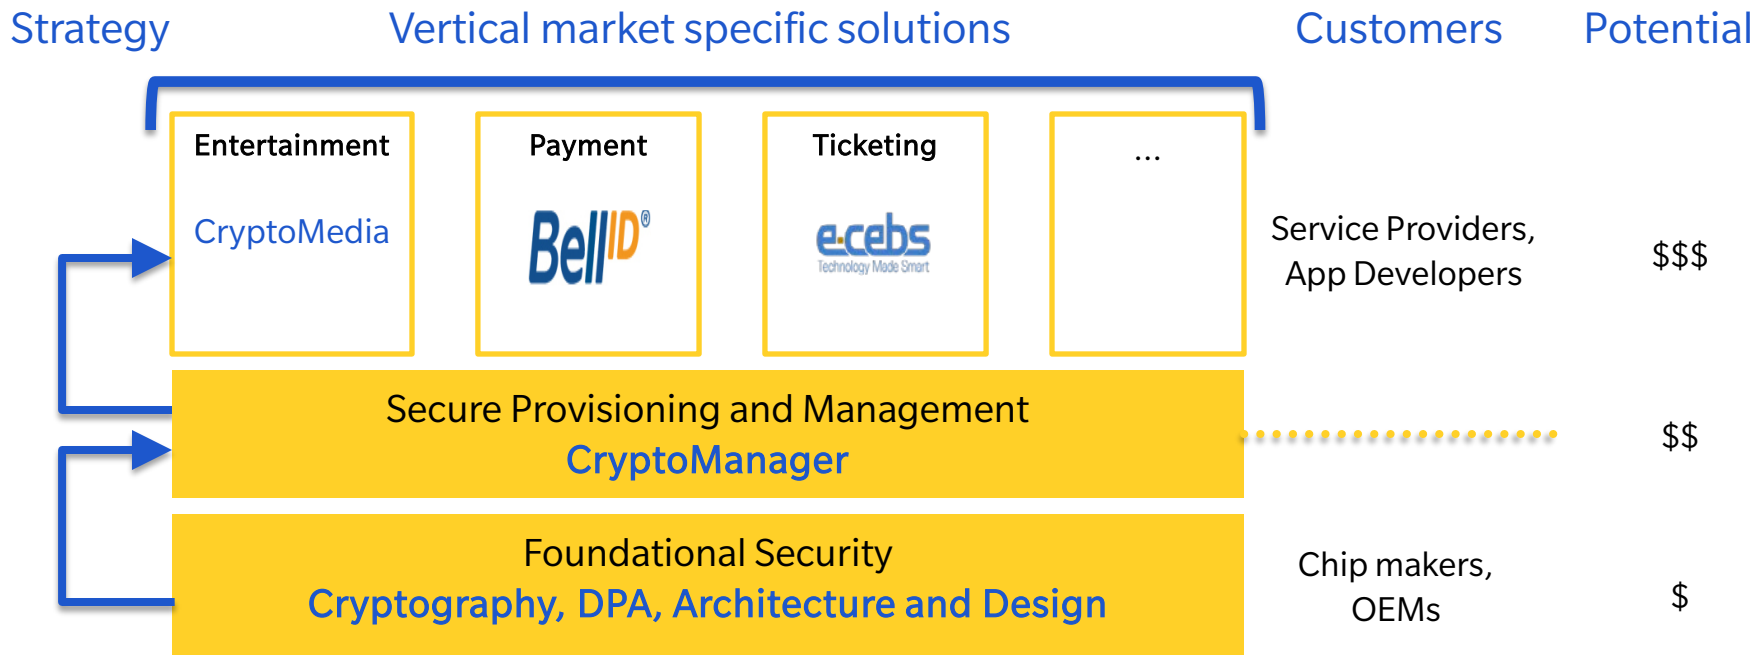 Strategy
Vertical market specific solutions
Customers
Potential
Entertainment
Payment
Ticketing
...
CryptoMedia
BellID®
e-cebs
Technology Made Smart
Service Providers,
App Developers
$$$
Secure Provisioning and Management
CryptoManager
$$
Foundational Security
Cryptography, DPA, Architecture and Design
Chip makers,
OEMs
$